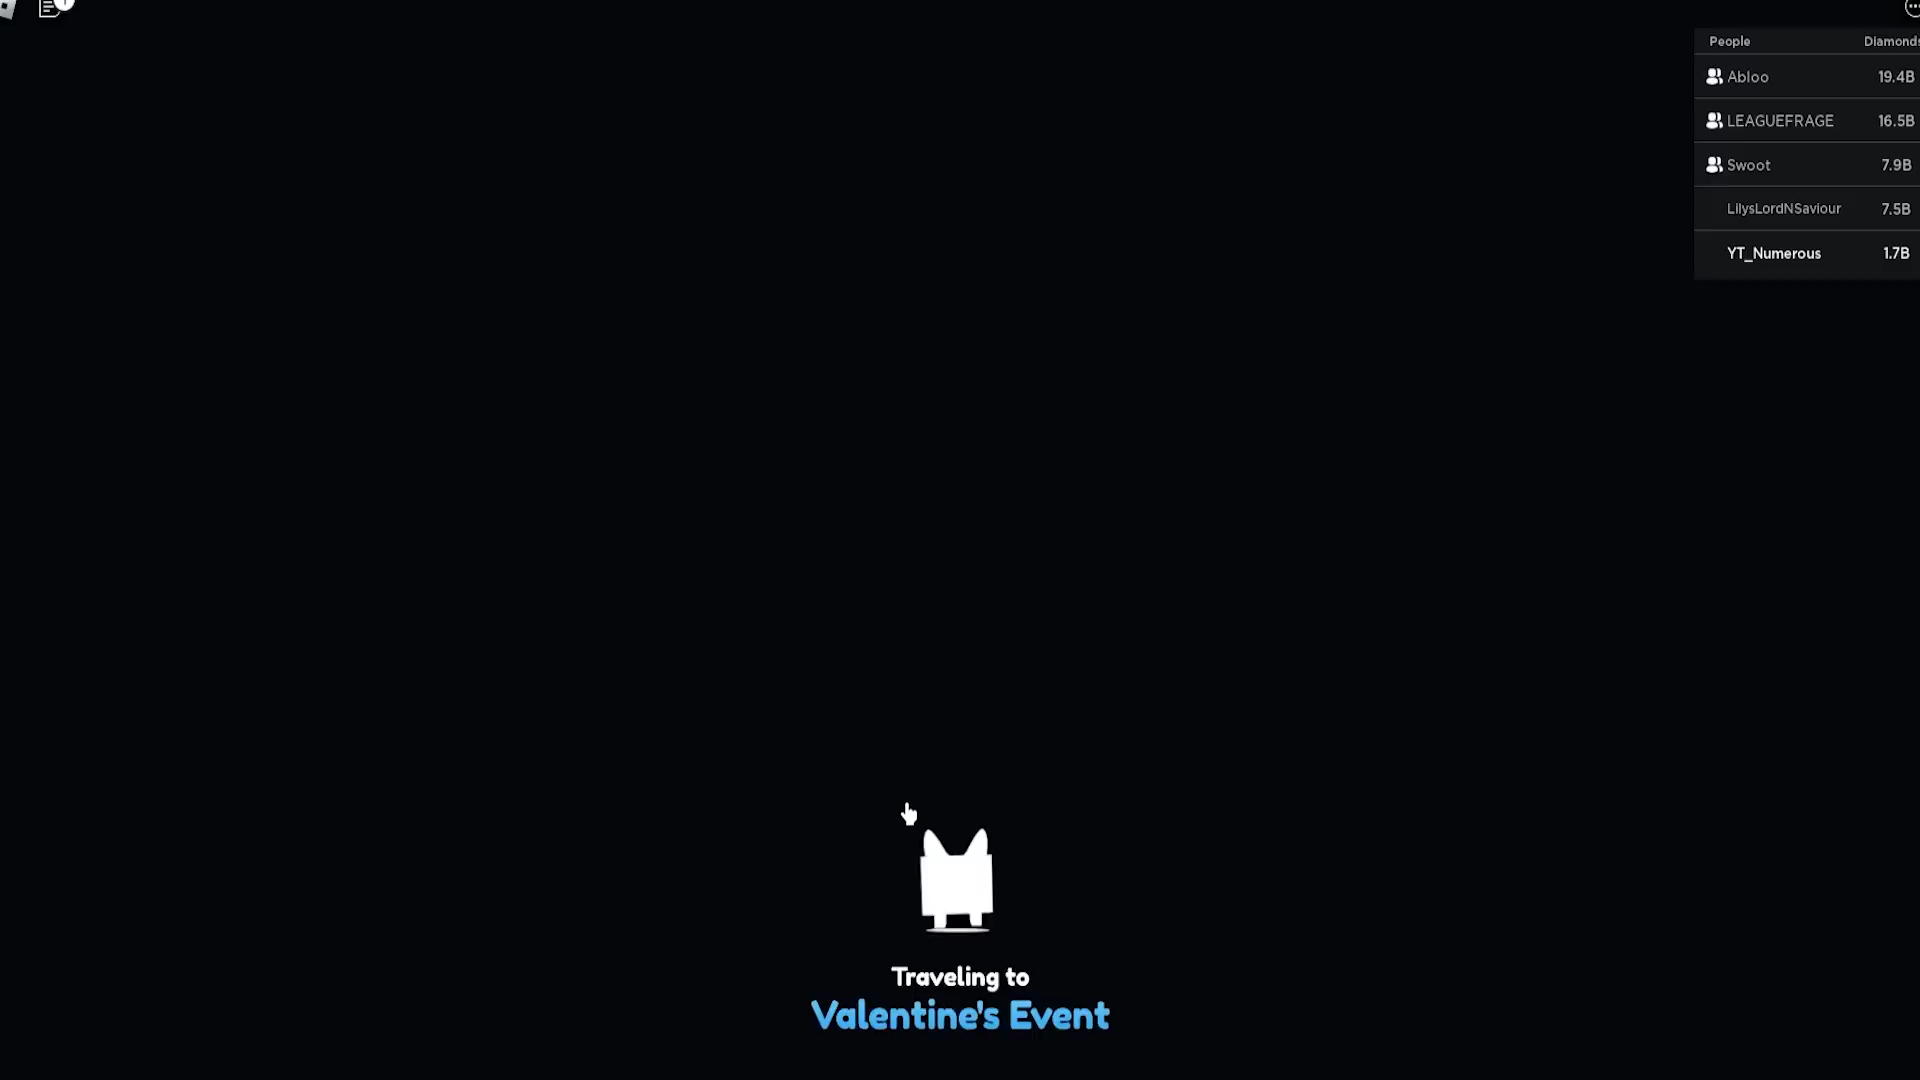 People Diamonds
Abloo 19.4B
LEAGUEFRAGE 16.5B
Swoot 7.9B
LilysLordNSaviour 7.5B
YT_Numerous 1.7B
Traveling to
Valentine's Event